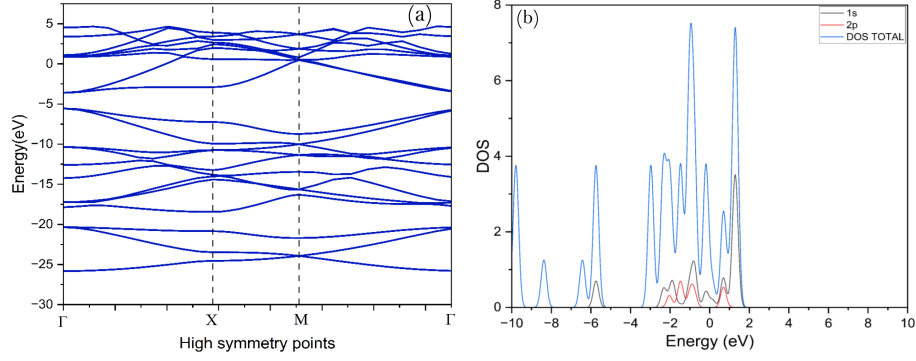 (a)
5
0
−5
−10
−15
−20
−25
−30
Energy(eV)
Γ X M Γ
High symmetry points
b)
1s
2p
DOS TOTAL
8
6
4
2
0
DOS
−10 −8 −6 −4 −2 0 2 4 6 8 10
Energy (eV)